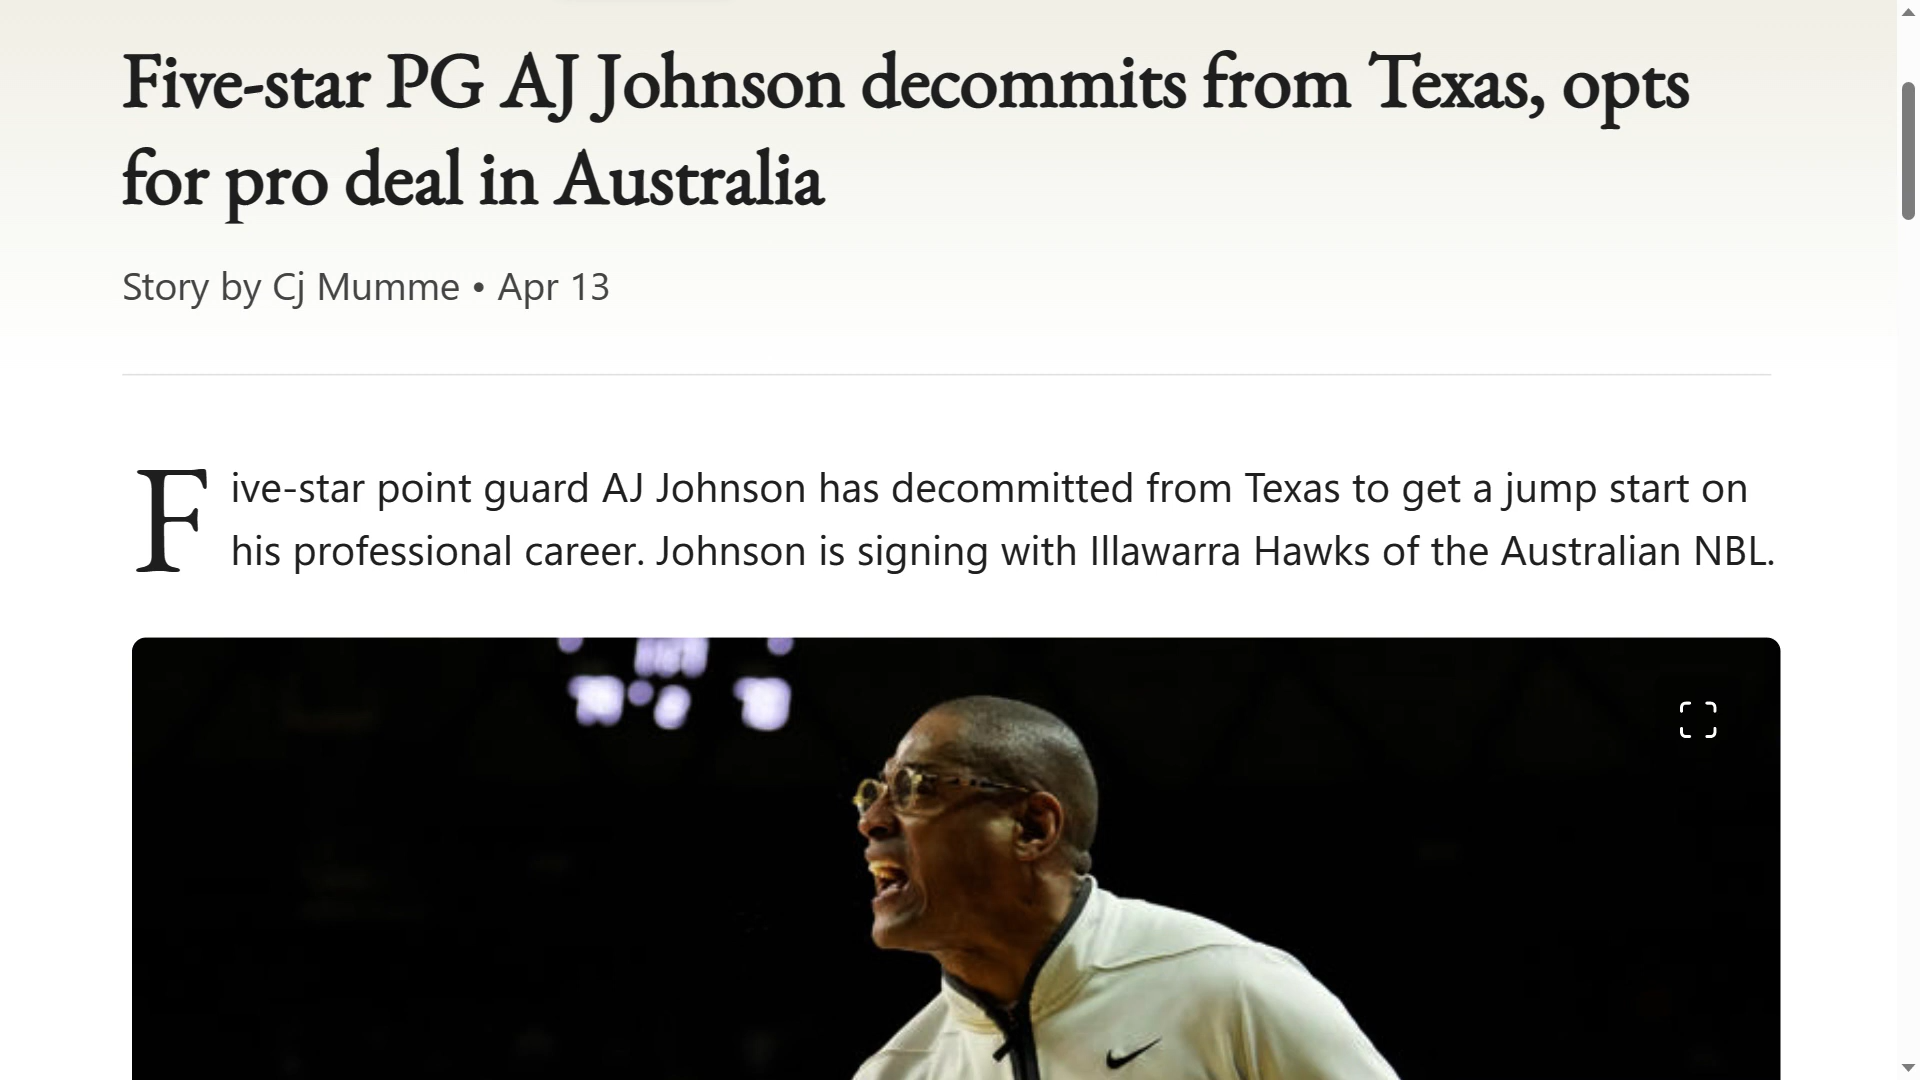 Five-star PG AJ Johnson decommits from Texas, opts
for pro deal in Australia
Story by Cj Mumme • Apr 13
Five-star point guard AJ Johnson has decommitted from Texas to get a jump start on
his professional career. Johnson is signing with Illawarra Hawks of the Australian NBL.